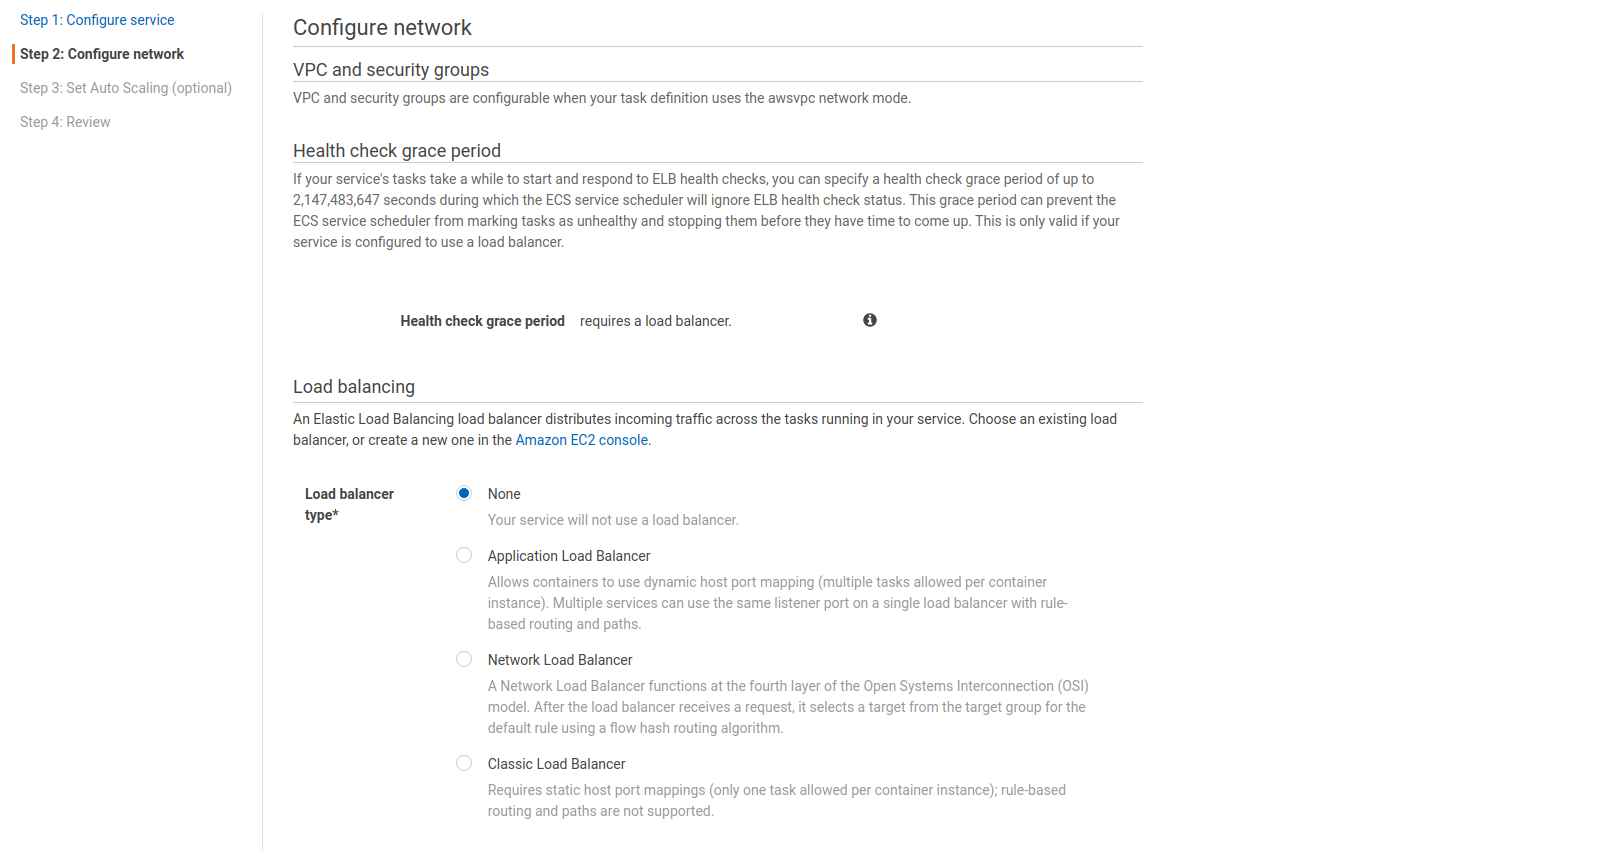 Step 1: Configure service
Step 2: Configure network
Step 3: Set Auto Scaling (optional)
Step 4: Review
Configure network
VPC and security groups
VPC and security groups are configurable when your task definition uses the awsvpc network mode.
Health check grace period
If your service's tasks take a while to start and respond to ELB health checks, you can specify a health check grace period of up to
2,147,483,647 seconds during which the ECS service scheduler will ignore ELB health check status. This grace period can prevent the
ECS service scheduler from marking tasks as unhealthy and stopping them before they have time to come up. This is only valid if your
service is configured to use a load balancer.
Health check grace period requires a load balancer.
Load balancing
An Elastic Load Balancing load balancer distributes incoming traffic across the tasks running in your service. Choose an existing load
balancer, or create a new one in the Amazon EC2 console.
Load balancer
type*
None
Your service will not use a load balancer.
Application Load Balancer
Allows containers to use dynamic host port mapping (multiple tasks allowed per container
instance). Multiple services can use the same listener port on a single load balancer with rule-
based routing and paths.
Network Load Balancer
A Network Load Balancer functions at the fourth layer of the Open Systems Interconnection (OSI)
model. After the load balancer receives a request, it selects a target from the target group for the
default rule using a flow hash routing algorithm.
Classic Load Balancer
Requires static host port mappings (only one task allowed per container instance); rule-based
routing and paths are not supported.